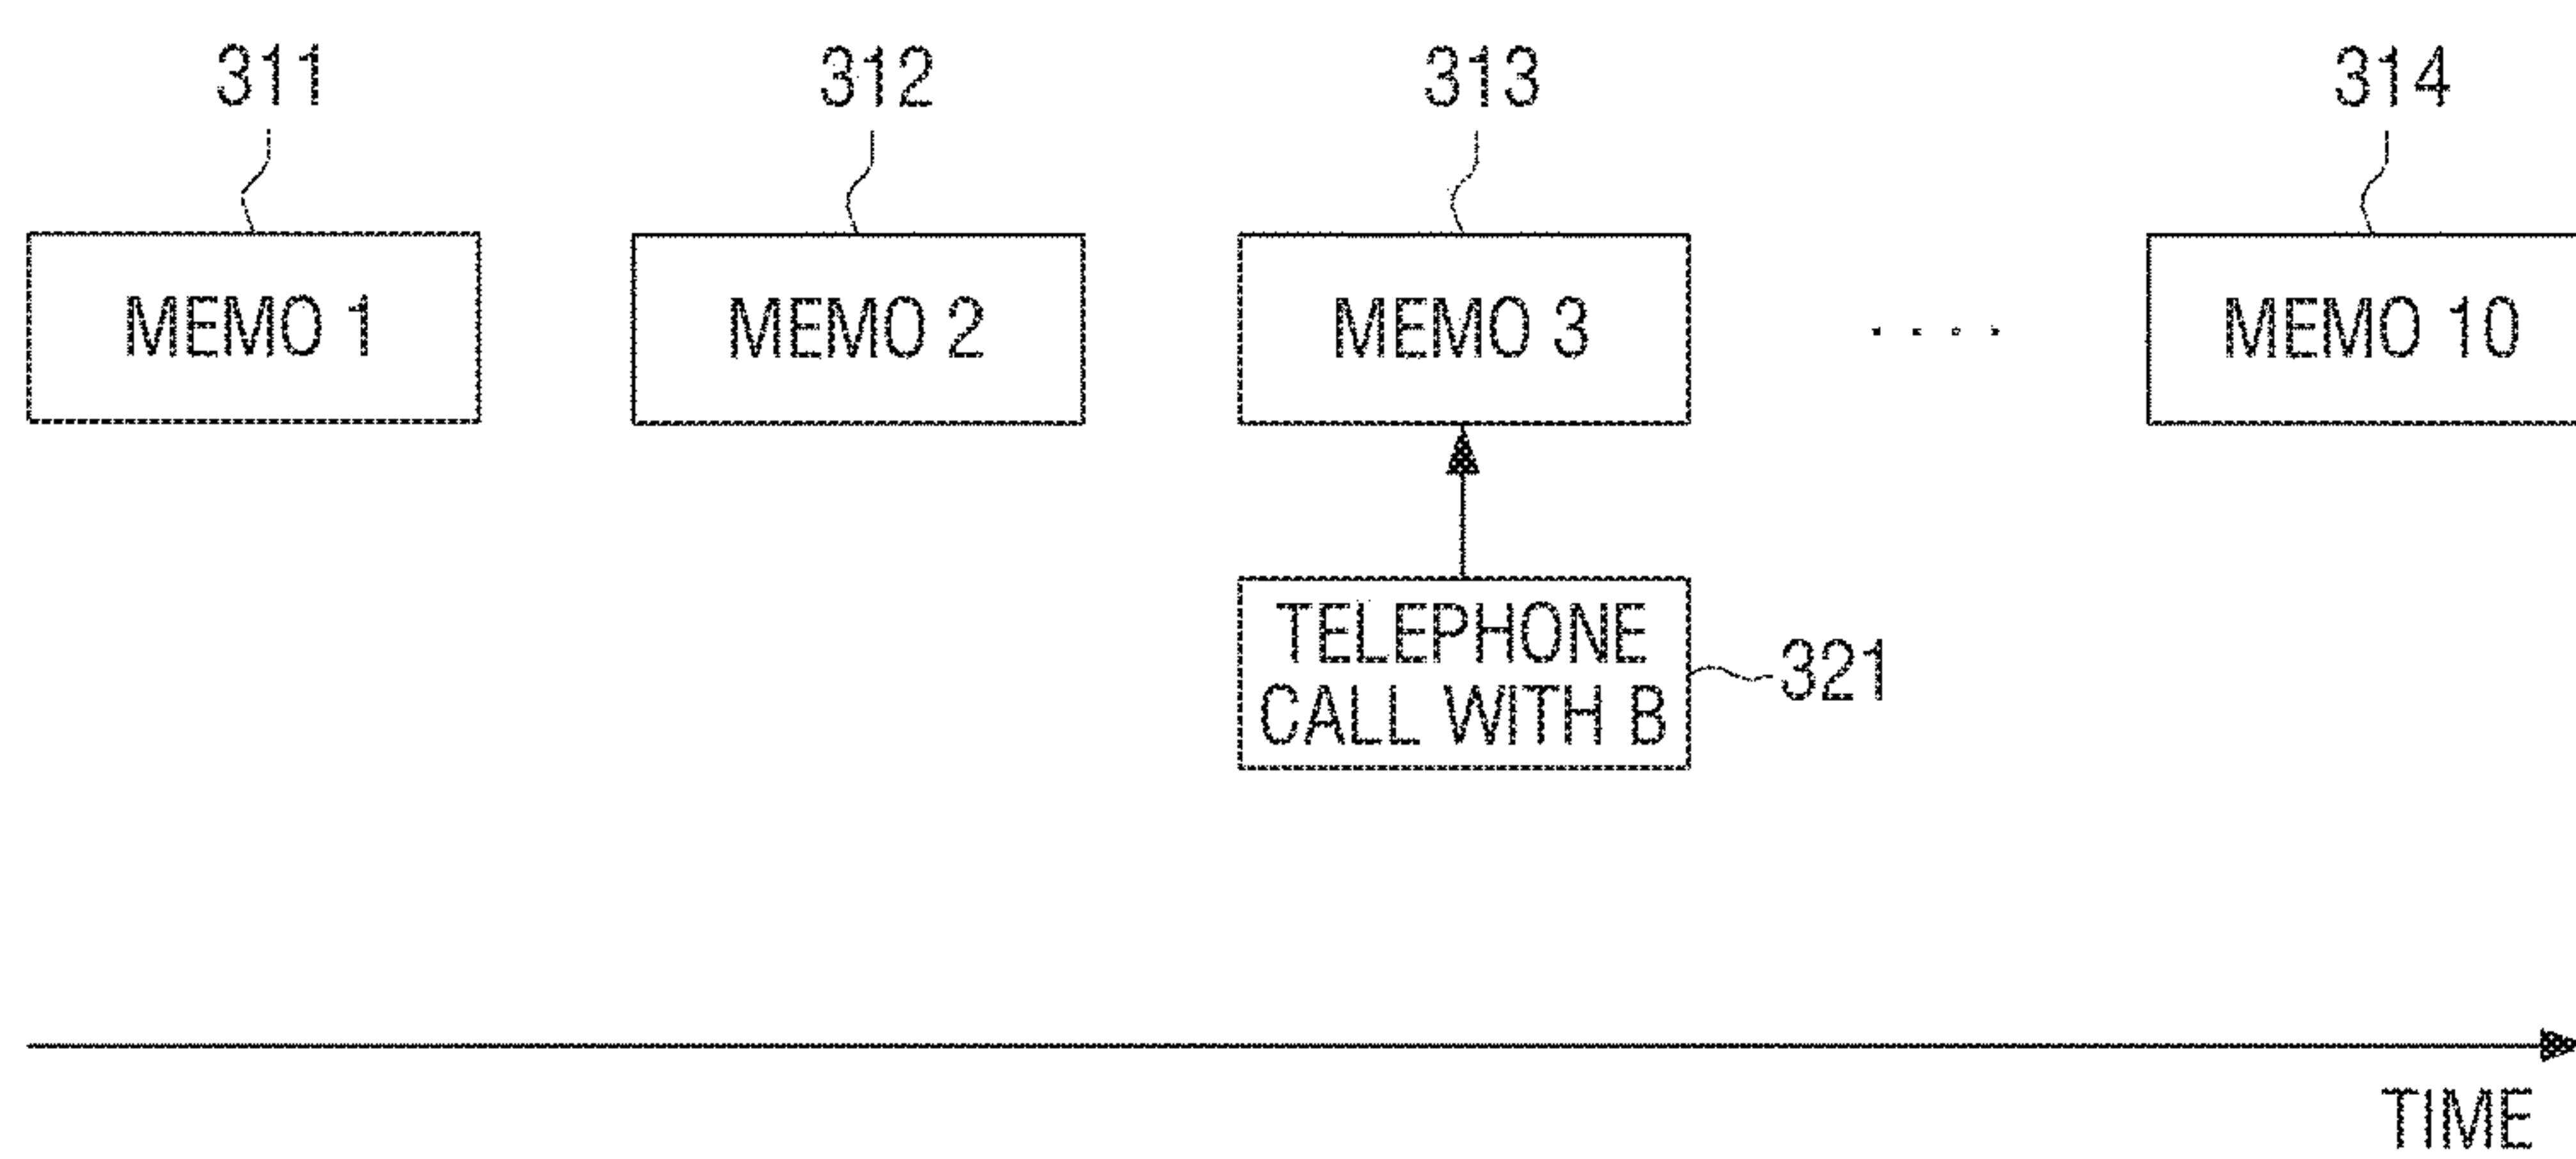 311 312 313 314
MEMO 1 MEMO 2 MEMO 3 . . . . MEMO 10
TELEPHONE
CALL WITH B
321
TIME